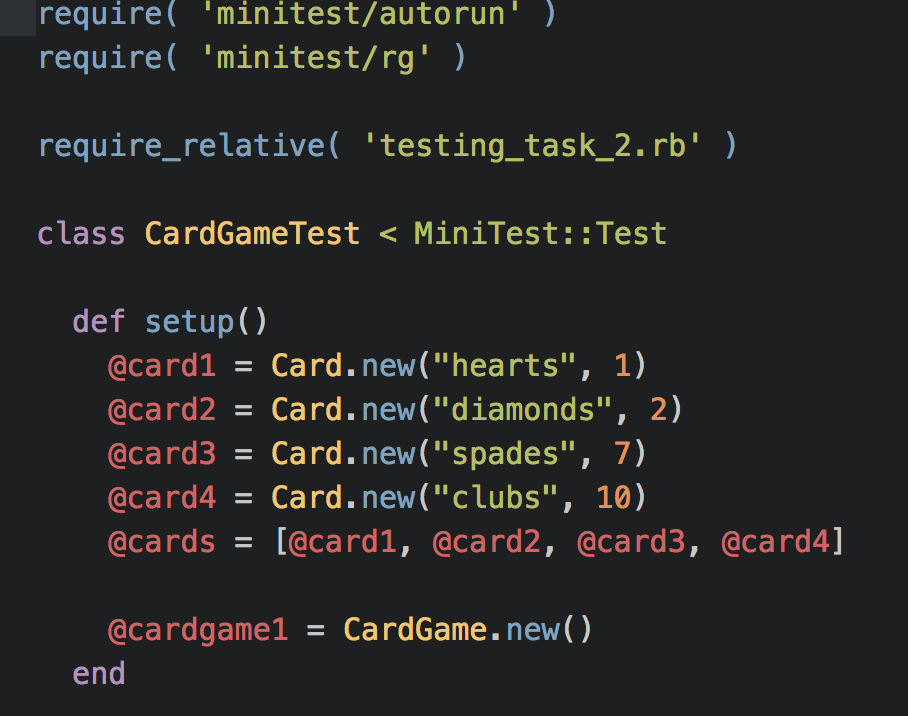 require( 'minitest/autorun' )
require( 'minitest/rg' )
require_relative( 'testing_task_2.rb' )
class CardGameTest < MiniTest::Test
def setup()
@card1 = Card.new("hearts", 1)
@card2 = Card.new("diamonds", 2)
@card3 = Card.new("spades", 7)
@card4 = Card.new("clubs", 10)
@cards = [@card1, @card2, @card3, @card4]
@cardgame1 = CardGame.new()
end